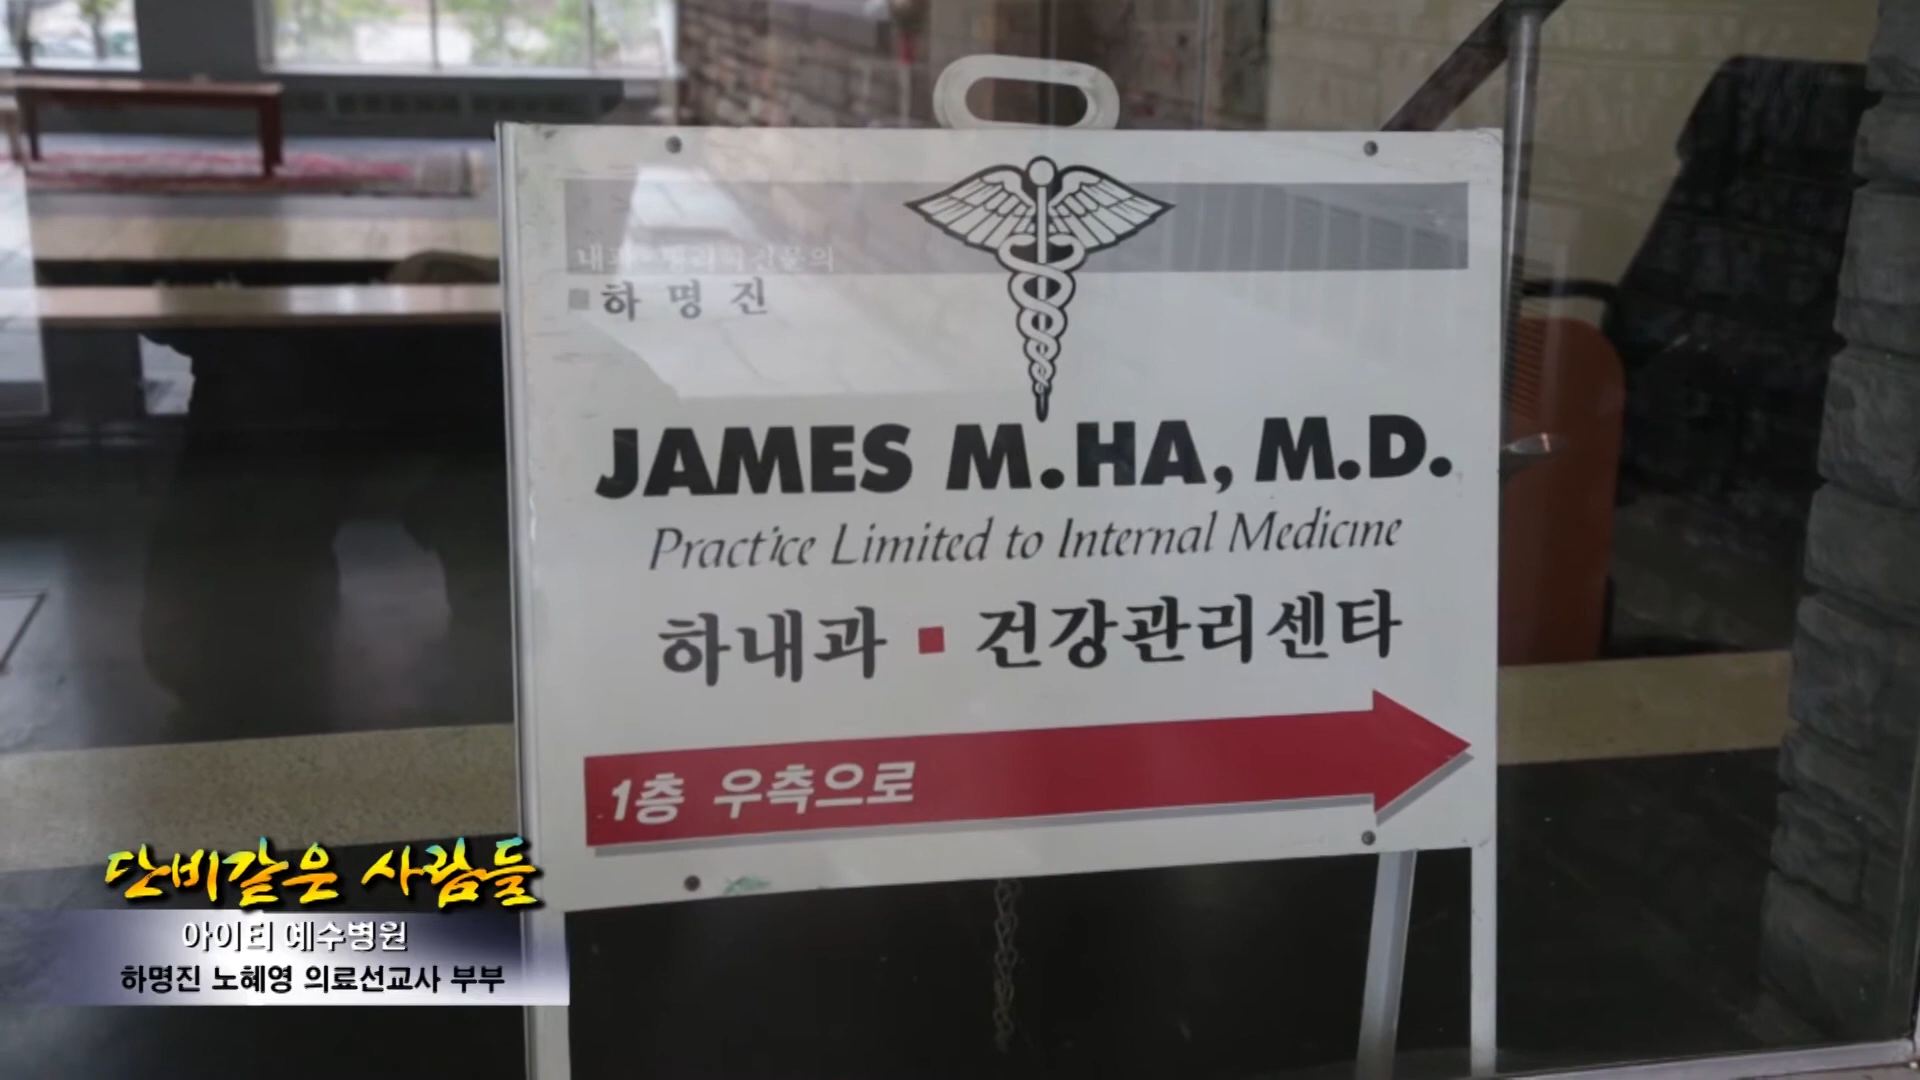 하명진
JAMES M. HA, M.D.
Practice Limited to Internal Medicine
하내과 ■ 건강관리센타
1층 우측으로
단비같은 사람들
아이티 예수병원
하명진 노혜영 의료선교사 부부